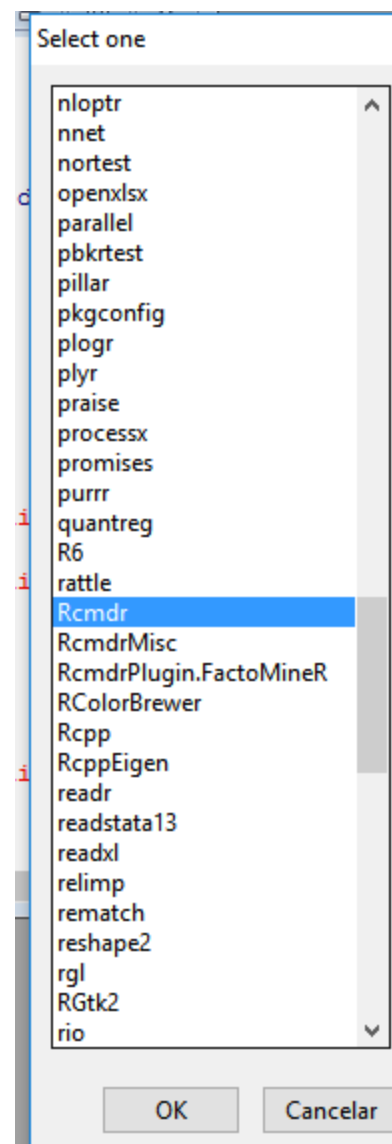 Select one
nloptr
nnet
nortest
openxlsx
parallel
pbkrtest
pillar
pkgconfig
plogr
plyr
praise
processx
promises
purrr
quantreg
R6
rattle
Rcmdr
RcmdrMisc
RcmdrPlugin.FactoMineR
RColorBrewer
Rcpp
RcppEigen
readr
readstata13
readxl
relimp
rematch
reshape2
rgl
RGtk2
rio
OK
Cancelar